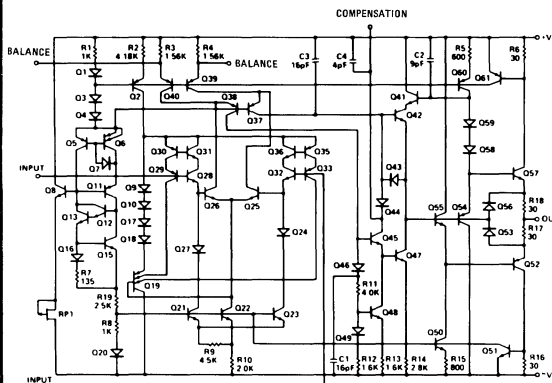 COMPENSATION
+V
BALANCE
R1 1K
R2 4.18K
R3 1.56K
R4 1.56K
BALANCE
C3 16pF
C4 4pF
C2 9pF
R5 600
R6 30
Q1
Q2
Q40
Q39
Q60
Q61
Q3
Q4
Q38
Q37
Q41
Q42
Q59
Q58
Q5
Q6
Q7
Q30
Q31
Q36
Q35
Q43
Q57
INPUT
Q29
Q28
Q32
Q33
Q8
Q11
Q9
Q10
Q26
Q25
Q44
Q55
Q54
Q56
R18 30
OU
Q13
Q12
Q17
Q18
Q24
Q45
Q53
R17 30
Q16
Q15
Q27
Q46
Q47
Q52
R7 135
Q19
R11 4.0K
RP1
R19 2.5K
Q21
Q22
Q23
Q48
Q50
R8 1K
Q49
Q51
Q20
R9 4.5K
R10 2.0K
C1 16pF
R12 1.6K
R13 1.6K
R14 2.8K
R15 800
R16 30
-V
INPUT